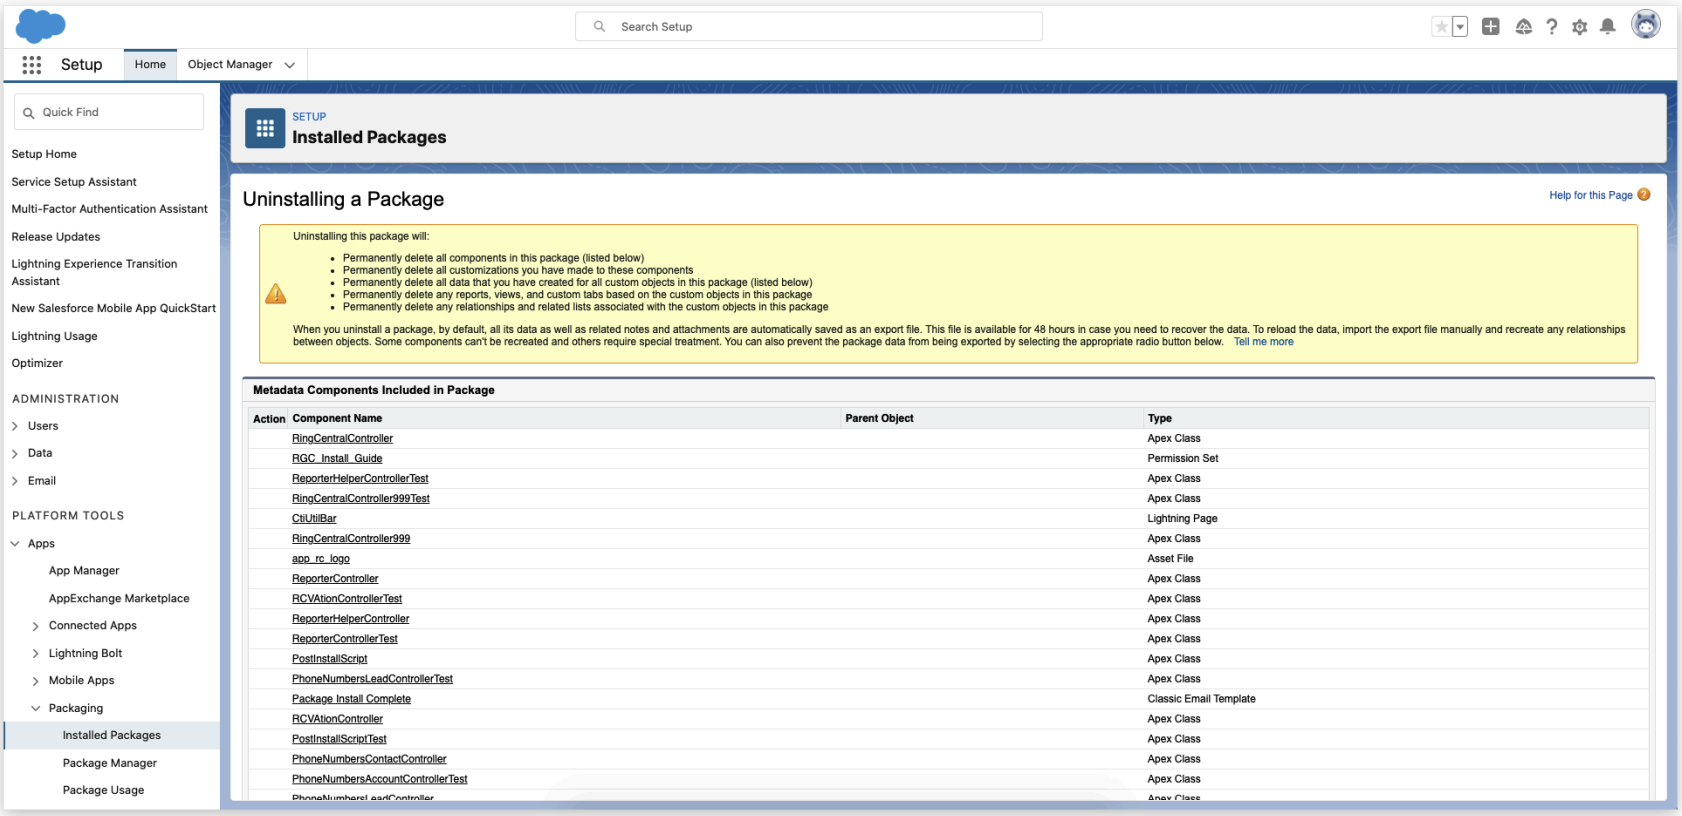 Search Setup
Setup
Home
Object Manager
Quick Find
Setup Home
Service Setup Assistant
Multi-Factor Authentication Assistant
Release Updates
Lightning Experience Transition
Assistant
New Salesforce Mobile App QuickStart
Lightning Usage
Optimizer
ADMINISTRATION
Users
Data
Email
PLATFORM TOOLS
Apps
App Manager
AppExchange Marketplace
Connected Apps
Lightning Bolt
Mobile Apps
Packaging
Installed Packages
Package Manager
Package Usage
SETUP
Installed Packages
Uninstalling a Package
Help for this Page
Uninstalling this package will:
• Permanently delete all components in this package (listed below)
• Permanently delete all customizations you have made to these components
• Permanently delete all data that you have created for all custom objects in this package (listed below)
• Permanently delete any reports, views, and custom tabs based on the custom objects in this package
• Permanently delete any relationships and related lists associated with the custom objects in this package
When you uninstall a package, by default, all its data as well as related notes and attachments are automatically saved as an export file. This file is available for 48 hours in case you need to recover the data. To reload the data, import the export file manually and recreate any relationships
between objects. Some components can't be recreated and others require special treatment. You can also prevent the package data from being exported by selecting the appropriate radio button below. Tell me more
Metadata Components Included in Package
Action Component Name Parent Object Type
RingCentralController Apex Class
RGC_Install_Guide Permission Set
ReporterHelperControllerTest Apex Class
RingCentralController999Test Apex Class
CtiUtilBar Lightning Page
RingCentralController999 Apex Class
app_rc_logo Asset File
ReporterController Apex Class
RCVAtionControllerTest Apex Class
ReporterHelperController Apex Class
ReporterControllerTest Apex Class
PostInstallScript Apex Class
PhoneNumbersLeadControllerTest Apex Class
Package Install Complete Classic Email Template
RCVAtionController Apex Class
PostInstallScriptTest Apex Class
PhoneNumbersContactController Apex Class
PhoneNumbersAccountControllerTest Apex Class
PhoneNumbersLeadController Apex Class